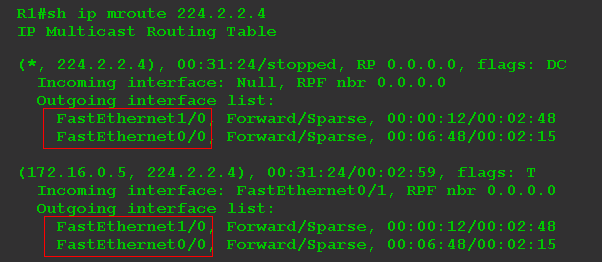 R1#sh ip mroute 224.2.2.4
IP Multicast Routing Table
(*, 224.2.2.4), 00:31:24/stopped, RP 0.0.0.0, flags: DC
Incoming interface: Null, RPF nbr 0.0.0.0
Outgoing interface list:
FastEthernet1/0, Forward/Sparse, 00:00:12/00:02:48
FastEthernet0/0, Forward/Sparse, 00:06:48/00:02:15
(172.16.0.5, 224.2.2.4), 00:31:24/00:02:59, flags: T
Incoming interface: FastEthernet0/1, RPF nbr 0.0.0.0
Outgoing interface list:
FastEthernet1/0, Forward/Sparse, 00:00:12/00:02:48
FastEthernet0/0, Forward/Sparse, 00:06:48/00:02:15